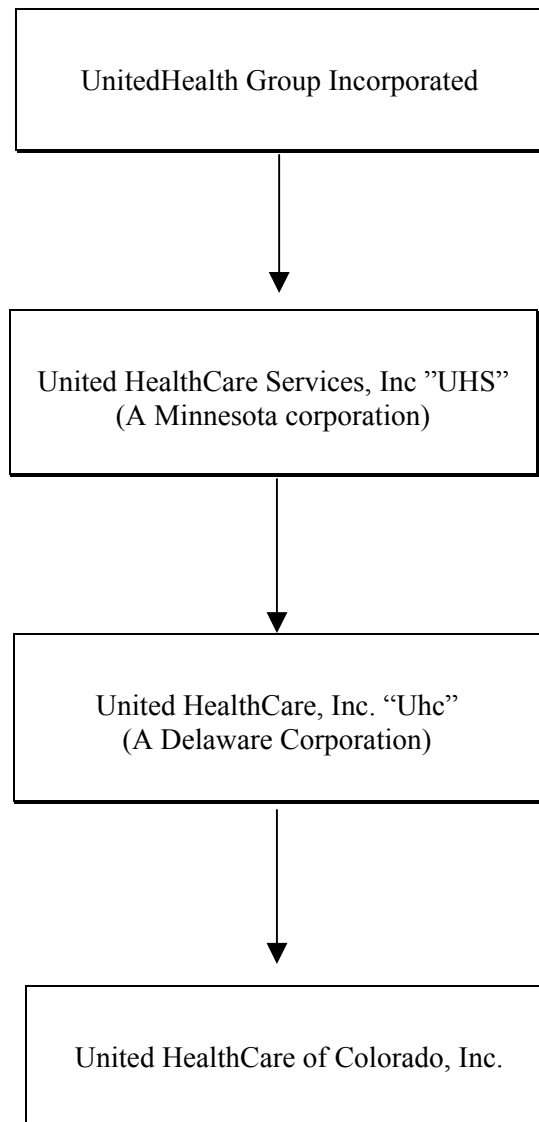 UnitedHealth Group Incorporated
United HealthCare Services, Inc ”UHS”
(A Minnesota corporation)
United HealthCare, Inc. “Uhc”
(A Delaware Corporation)
United HealthCare of Colorado, Inc.